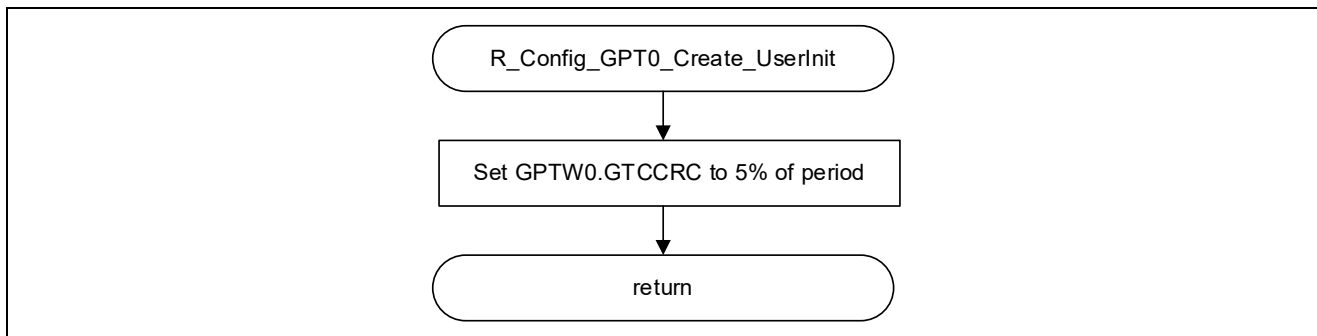 R_Config_GPT0_Create_UserInit
Set GPTW0.GTCCRC to 5% of period
return